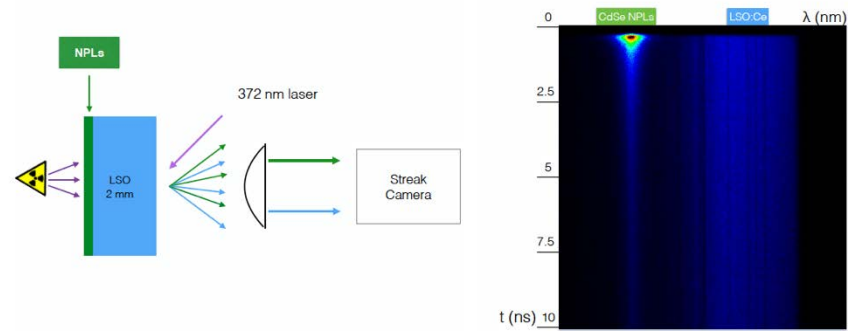 NPLs
372 nm laser
LSO
2 mm
Streak
Camera
CdSe NPLs
LSO:Ce
λ (nm)
0
2.5
5
7.5
10
t (ns)